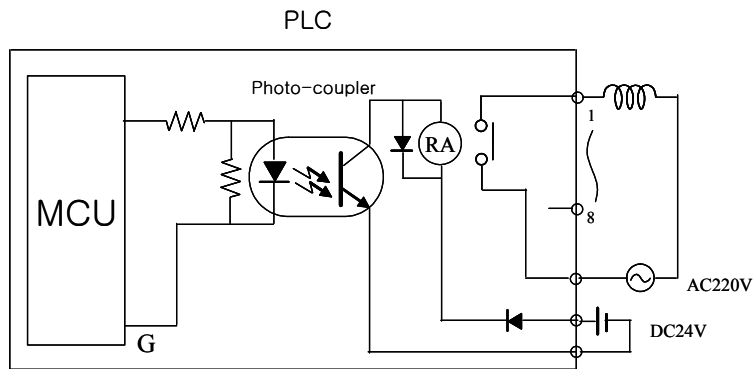 PLC
Photo-coupler
RA
1
MCU
8
AC220V
DC24V
G